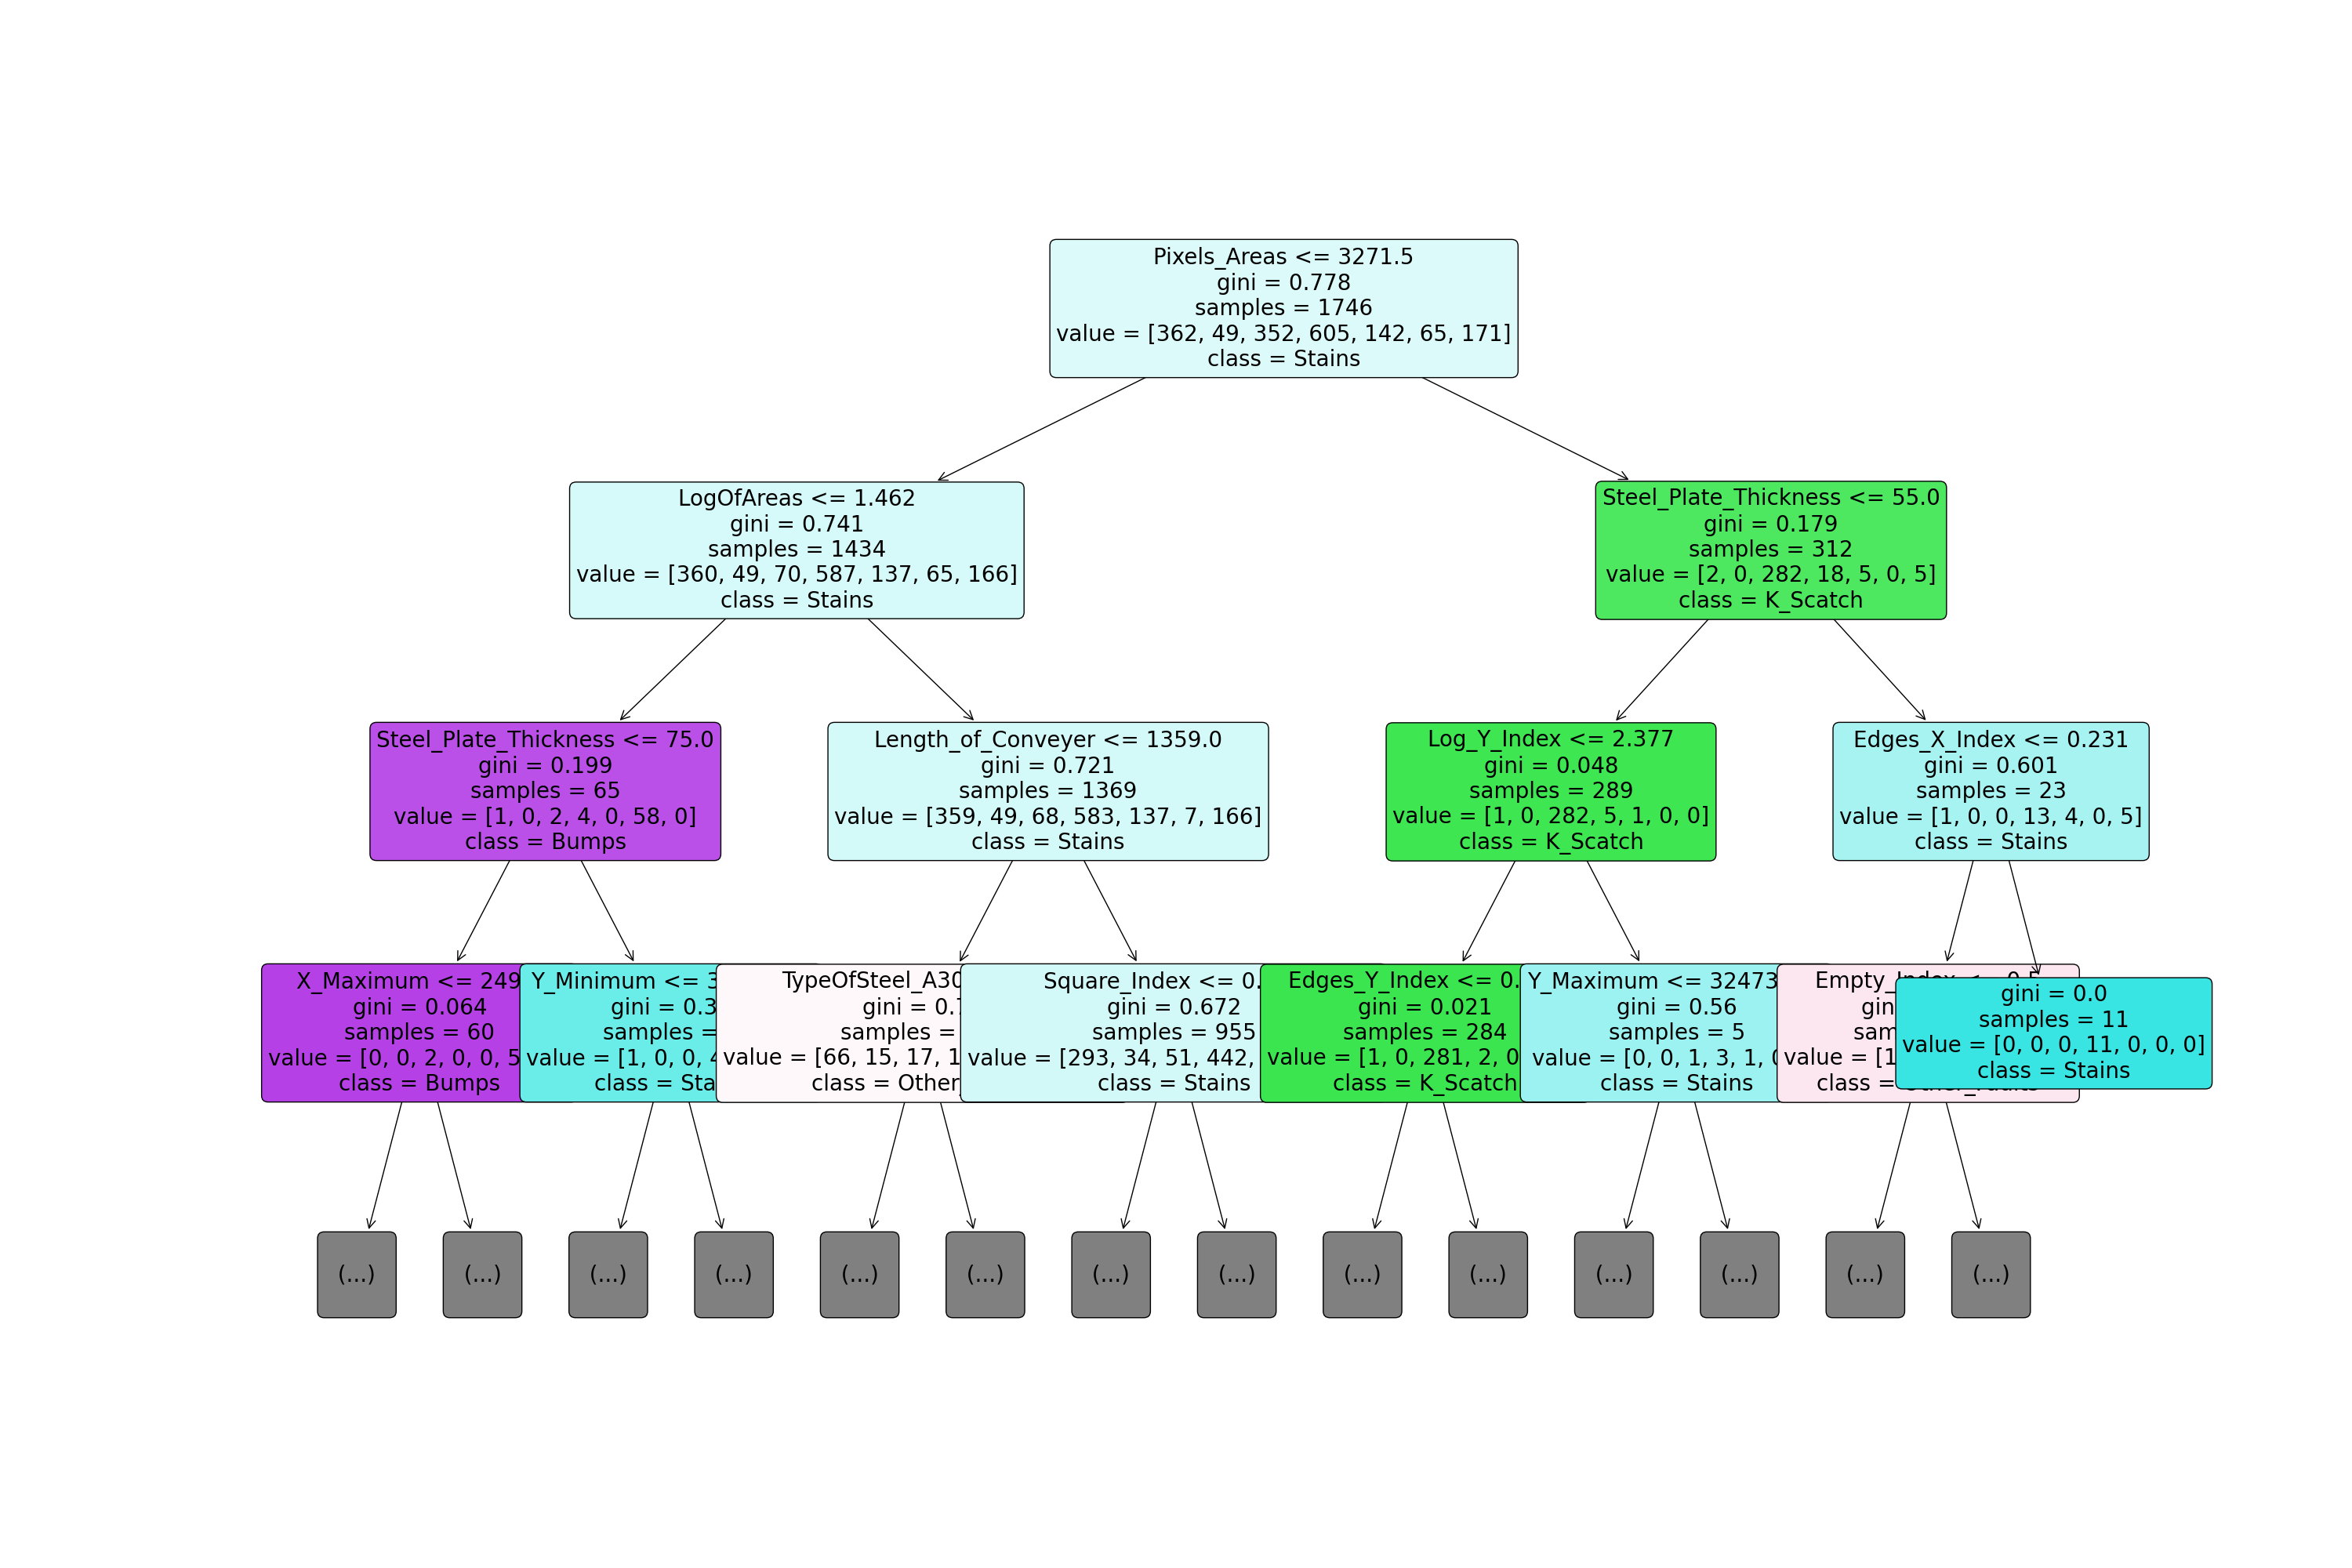 Pixels_Areas <= 3271.5
gini = 0.778
samples = 1746
value = [362, 49, 352, 605, 142, 65, 171]
class = Stains
LogOfAreas <= 1.462
gini = 0.741
samples = 1434
value = [360, 49, 70, 587, 137, 65, 166]
class = Stains
Steel_Plate_Thickness <= 55.0
gini = 0.179
samples = 312
value = [2, 0, 282, 18, 5, 0, 5]
class = K_Scatch
Steel_Plate_Thickness <= 75.0
gini = 0.199
samples = 65
value = [1, 0, 2, 4, 0, 58, 0]
class = Bumps
Length_of_Conveyer <= 1359.0
gini = 0.721
samples = 1369
value = [359, 49, 68, 583, 137, 7, 166]
class = Stains
Log_Y_Index <= 2.377
gini = 0.048
samples = 289
value = [1, 0, 282, 5, 1, 0, 0]
class = K_Scatch
Edges_X_Index <= 0.231
gini = 0.601
samples = 23
value = [1, 0, 0, 13, 4, 0, 5]
class = Stains
X_Maximum <= 249
gini = 0.064
samples = 60
value = [0, 0, 2, 0, 0, 5
class = Bumps
Y_Minimum <= 3
gini = 0.3
samples =
value = [1, 0, 0, 4
class = Sta
TypeOfSteel_A30
gini = 0.7
samples =
value = [66, 15, 17, 1
class = Other
Square_Index <= 0.
gini = 0.672
samples = 955
value = [293, 34, 51, 442,
class = Stains
Edges_Y_Index <= 0.
gini = 0.021
samples = 284
value = [1, 0, 281, 2, 0
class = K_Scatch
Y_Maximum <= 32473
gini = 0.56
samples = 5
value = [0, 0, 1, 3, 1,
class = Stains
Empty_Index
gin
sam
value = [1
class =
gini = 0.0
samples = 11
value = [0, 0, 0, 11, 0, 0, 0]
class = Stains
(...)
(...)
(...)
(...)
(...)
(...)
(...)
(...)
(...)
(...)
(...)
(...)
(...)
(...)